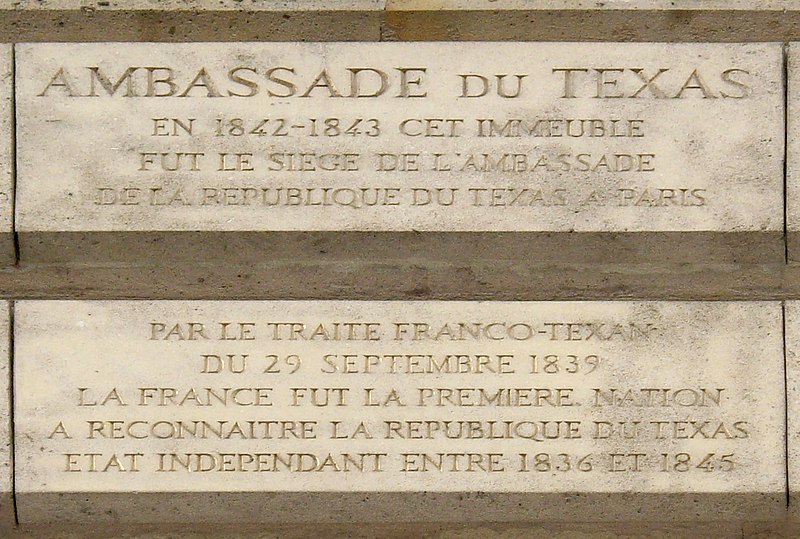 AMBASSADE DU TEXAS
EN 1842-1843 CET IMMEUBLE
FUT LE SIEGE DE L'AMBASSADE
DE LA REPUBLIQUE DU TEXAS A PARIS
PAR LE TRAITE FRANCO-TEXAN
DU 29 SEPTEMBRE 1839
LA FRANCE FUT LA PREMIERE NATION
A RECONNAITRE LA REPUBLIQUE DU TEXAS
ETAT INDEPENDANT ENTRE 1836 ET 1845